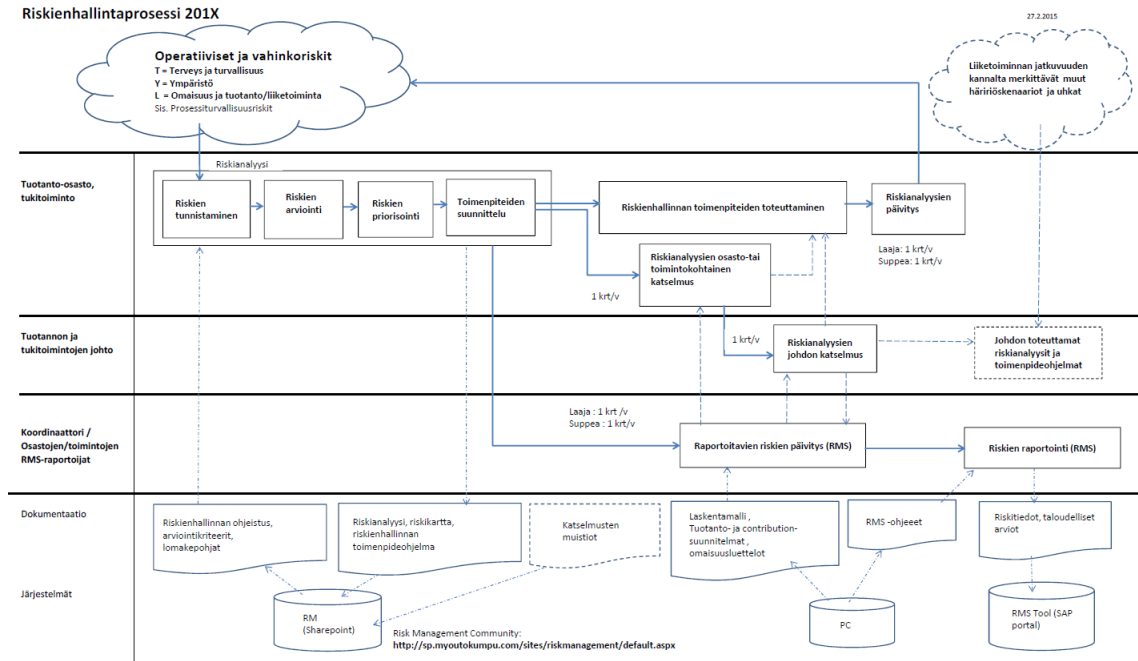 Riskienhallintaprosessi 201X
27.2.2015
Operatiiviset ja vahinkoriskit
T = Terveys ja turvallisuus
Y = Ympäristö
L = Omaisuus ja tuotanto/liiketoiminta
Sis. Prosessiturvallisuusriskit
Liiketoiminnan jatkuvuuden
kannalta merkittävät muut
häiriöskenaariot ja uhkat
Tuotanto-osasto,
tukitoiminto
Riskianalyysi
Riskien
tunnistaminen
Riskien
arviointi
Riskien
priorisointi
Toimenpiteiden
suunnittelu
Riskienhallinnan toimenpiteiden toteuttaminen
Riskianalyysien
päivitys
Laaja: 1 krt/v
Suppea: 1 krt/v
Riskianalyysien osasto-tai
toimintokohtainen
katselmus
1 krt/v
Tuotannon ja
tukitoimintojen johto
1 krt/v
Riskianalyysien
johdon katselmus
Johdon toteuttamat
riskianalyysit ja
toimenpideohjelmat
Koordinaattori /
Osastojen/toimintojen
RMS-raportoijat
Laaja : 1 krt /v
Suppea : 1 krt/v
Raportoitavien riskien päivitys (RMS)
Riskien raportointi (RMS)
Dokumentaatio
Riskienhallinnan ohjeistus,
arviointikriteerit,
lomakepohjat
Riskianalyysi, riskikartta,
riskienhallinnan
toimenpideohjelma
Katselmusten
muistiot
Laskentamalli ,
Tuotanto- ja contribution-
suunnitelmat ,
omaisuusluettelot
RMS -ohjeeet
Riskitiedot, taloudelliset
arviot
Järjestelmät
RM
(Sharepoint)
Risk Management Community:
http://sp.myoutokumpu.com/sites/riskmanagement/default.aspx
PC
RMS Tool (SAP
portal)